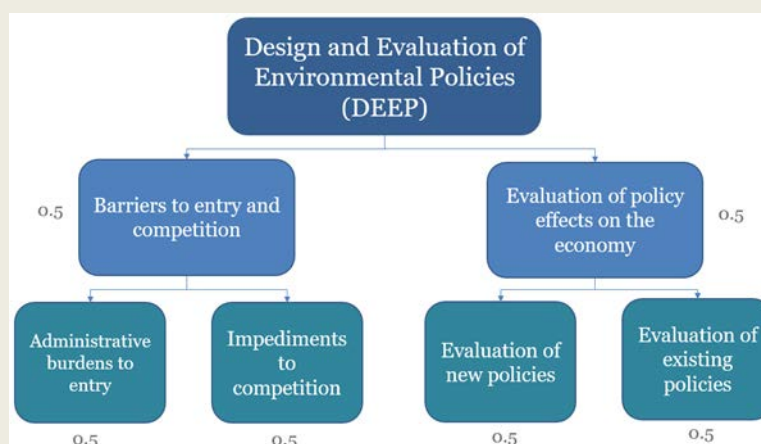 Design and Evaluation of
Environmental Policies
(DEEP)
0.5
Barriers to entry and
competition
Evaluation of policy
effects on the
economy
0.5
Administrative
burdens to
entry
Impediments
to
competition
Evaluation of
new policies
Evaluation of
existing
policies
0.5
0.5
0.5
0.5